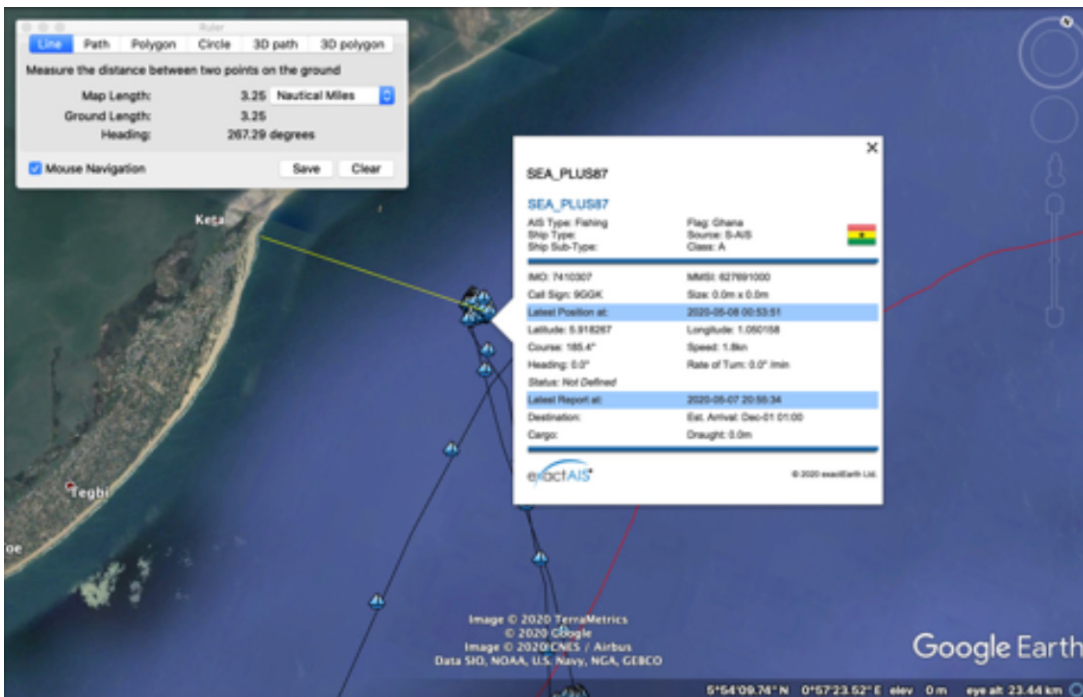 Ruler
Line Path Polygon Circle 3D path 3D polygon
Measure the distance between two points on the ground
Map Length: 3.25 Nautical Miles
Ground Length: 3.25
Heading: 267.29 degrees
Mouse Navigation Save Clear
Keta
Tegbi
oe
SEA_PLUS87
SEA_PLUS87
AIS Type: Fishing Flag: Ghana
Ship Type: Source: S-AIS
Ship Sub-Type: Class: A
IMO: 7410307 MMSI: 627691000
Call Sign: 9GGK Size: 0.0m x 0.0m
Latest Position at: 2020-05-08 00:53:51
Latitude: 5.918267 Longitude: 1.050158
Course: 185.4° Speed: 1.8kn
Heading: 0.0° Rate of Turn: 0.0° /min
Status: Not Defined
Latest Report at: 2020-05-07 20:55:34
Destination: Est. Arrival: Dec-01 01:00
Cargo: Draught: 0.0m
exactAIS © 2020 exactEarth Ltd.
Image © 2020 TerraMetrics
© 2020 Google
Image © 2020 CNES / Airbus
Data SIO, NOAA, U.S. Navy, NGA, GEBCO
Google Earth
5°54'09.74" N 0°57'23.52" E elev 0 m eye alt 23.44 km